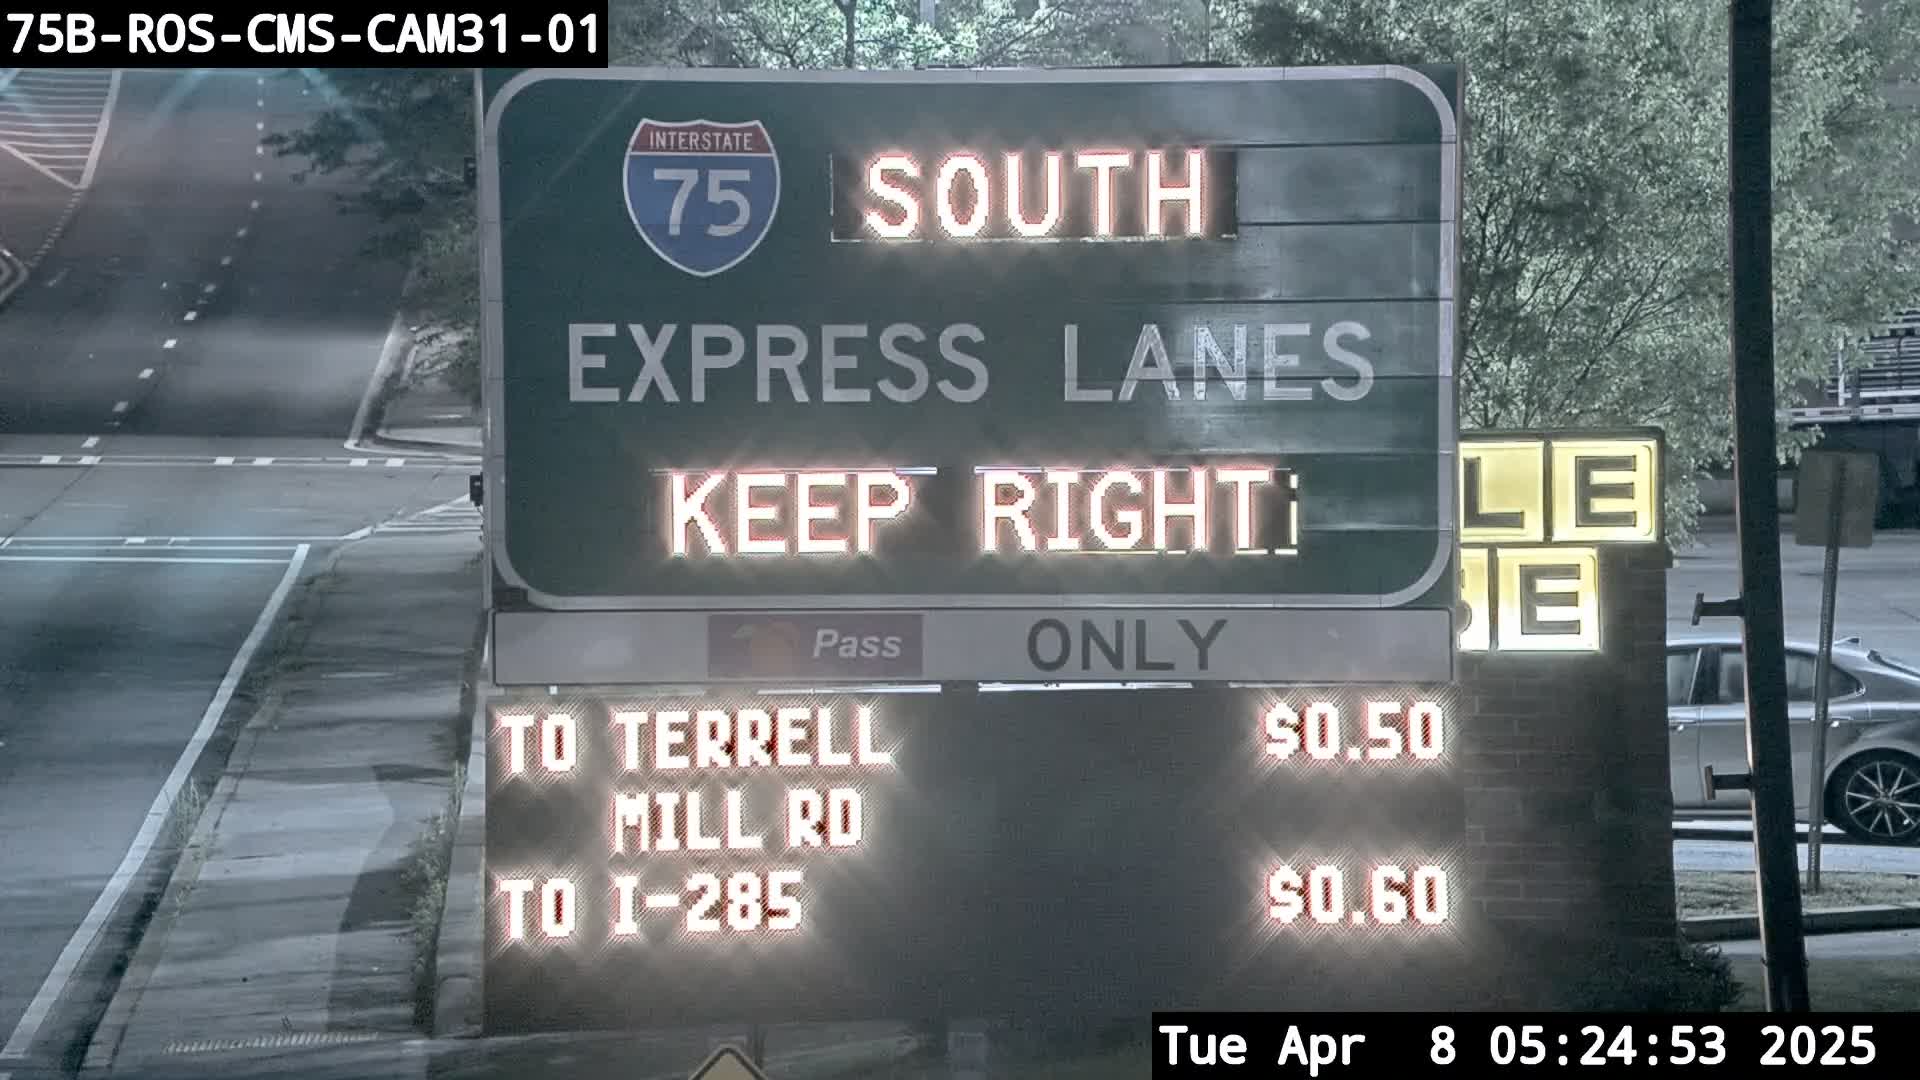 75B-ROS-CMS-CAM31-01
INTERSTATE
75
SOUTH
EXPRESS LANES
KEEP RIGHT
Pass ONLY
TO TERRELL $0.50
MILL RD
TO I-285 $0.60
LE
E
Tue Apr 8 05:24:53 2025